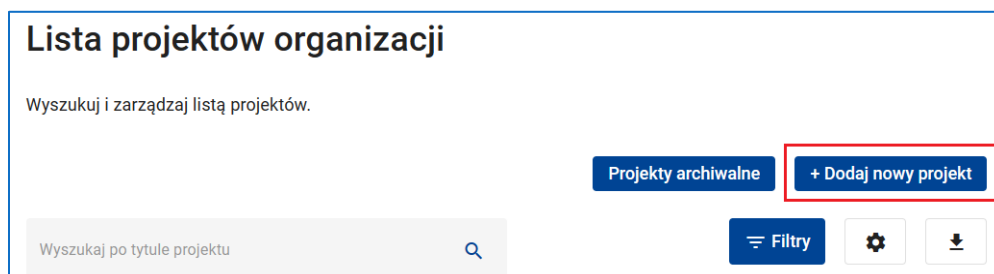 Lista projektów organizacji
Wyszukuj i zarządzaj listą projektów.
Projekty archiwalne
+ Dodaj nowy projekt
Wyszukaj po tytule projektu
Filtry